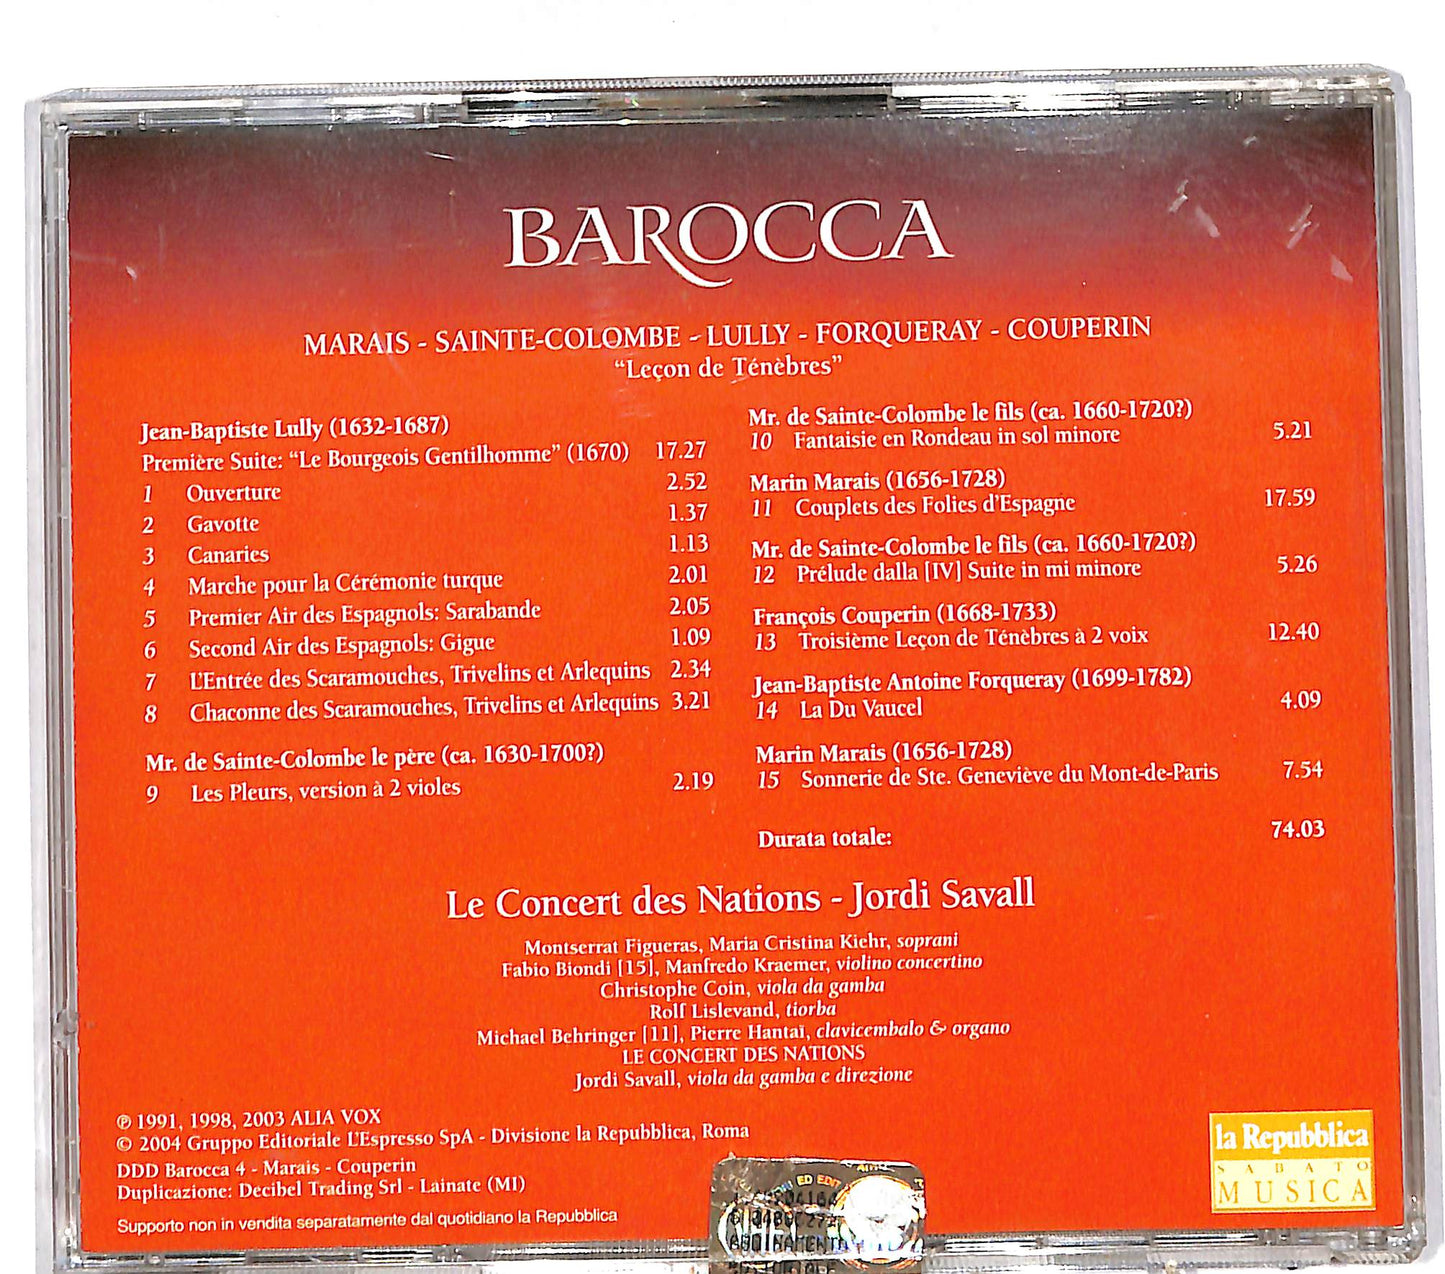 BAROCCA
MARAIS - SAINTE-COLOMBE - LULLY - FORQUERAY - COUPERIN
“Leçon de Ténèbres”
Jean-Baptiste Lully (1632-1687)
Première Suite: “Le Bourgeois Gentilhomme” (1670) 17.27
1 Ouverture 2.52
2 Gavotte 1.37
3 Canaries 1.13
4 Marche pour la Cérémonie turque 2.01
5 Premier Air des Espagnols: Sarabande 2.05
6 Second Air des Espagnols: Gigue 1.09
7 L'Entrée des Scaramouches, Trivelins et Arlequins 2.34
8 Chaconne des Scaramouches, Trivelins et Arlequins 3.21
Mr. de Sainte-Colombe le père (ca. 1630-1700?)
9 Les Pleurs, version à 2 violes 2.19
Mr. de Sainte-Colombe le fils (ca. 1660-1720?)
10 Fantaisie en Rondeau in sol minore 5.21
Marin Marais (1656-1728)
11 Couplets des Folies d'Espagne 17.59
Mr. de Sainte-Colombe le fils (ca. 1660-1720?)
12 Prélude dalla [IV] Suite in mi minore 5.26
François Couperin (1668-1733)
13 Troisième Leçon de Ténèbres à 2 voix 12.40
Jean-Baptiste Antoine Forqueray (1699-1782)
14 La Du Vaucel 4.09
Marin Marais (1656-1728)
15 Sonnerie de Ste. Geneviève du Mont-de-Paris 7.54
Durata totale: 74.03
Le Concert des Nations - Jordi Savall
Montserrat Figueras, Maria Cristina Kiehr, soprani
Fabio Biondi [15], Manfredo Kraemer, violino concertino
Christophe Coin, viola da gamba
Rolf Lislevand, tiorba
Michael Behringer [11], Pierre Hantaï, clavicembalo & organo
LE CONCERT DES NATIONS
Jordi Savall, viola da gamba e direzione
℗ 1991, 1998, 2003 ALIA VOX
© 2004 Gruppo Editoriale L'Espresso SpA - Divisione la Repubblica, Roma
DDD Barocca 4 - Marais - Couperin
Duplicazione: Decibel Trading Srl - Lainate (MI)
Supporto non in vendita separatamente dal quotidiano la Repubblica
la Repubblica
SABATO
MUSICA
ED EDIT